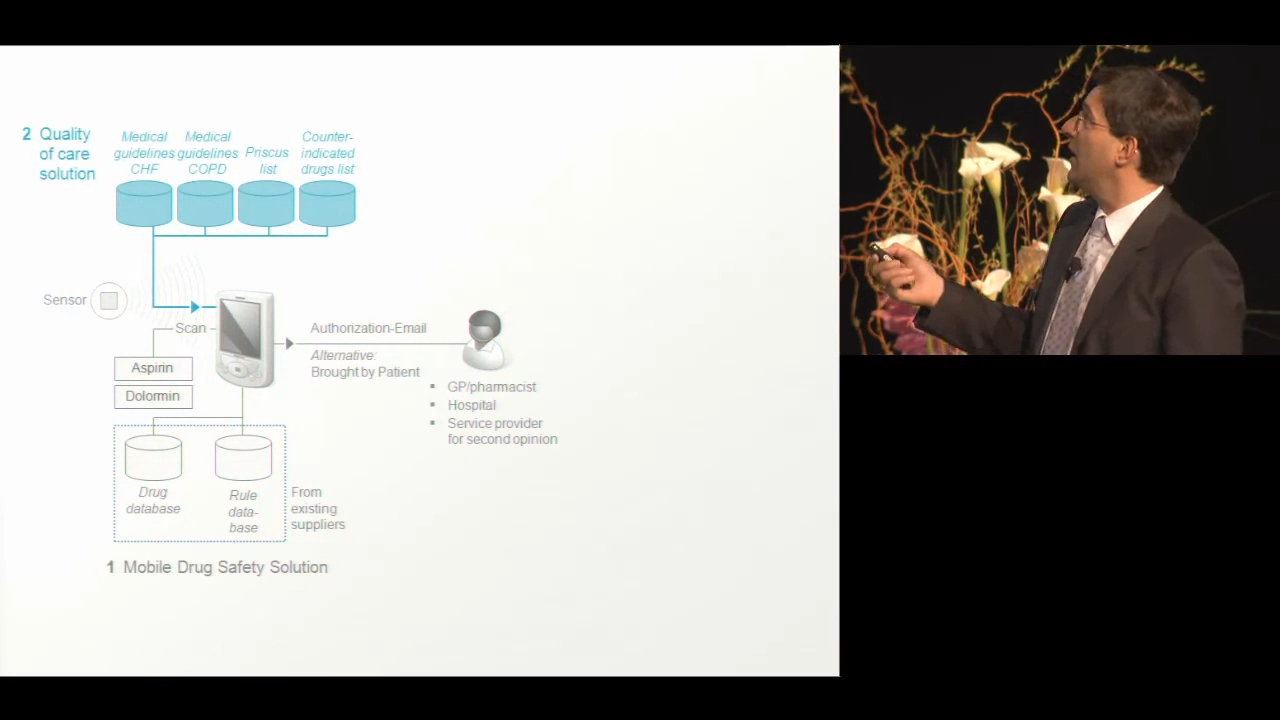 2 Quality
of care
solution
Medical
guidelines
CHF
Medical
guidelines
COPD
Priscus
list
Counter-
indicated
drugs list
Sensor
Scan
Aspirin
Dolormin
Authorization-Email
Alternative:
Brought by Patient
▪ GP/pharmacist
▪ Hospital
▪ Service provider
for second opinion
Drug
database
Rule
data-
base
From
existing
suppliers
1 Mobile Drug Safety Solution